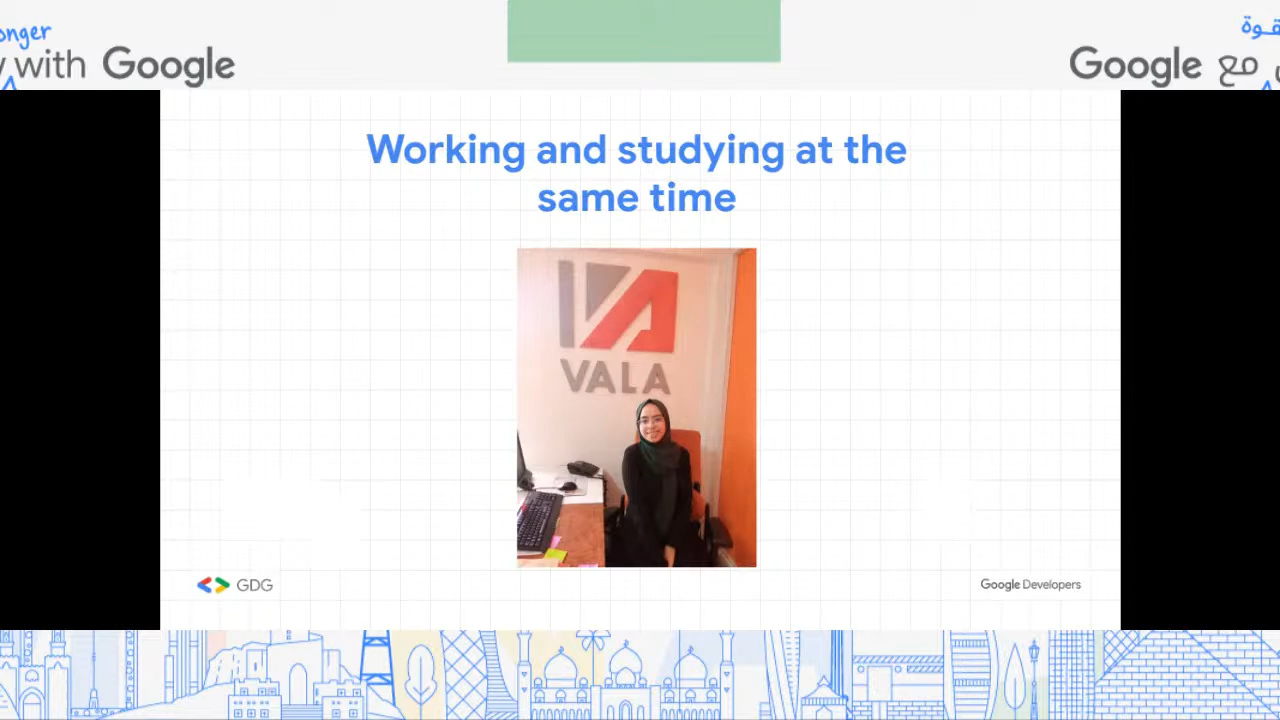 onger
with Google
قوة
مع Google
Working and studying at the
same time
VALA
GDG
Google Developers